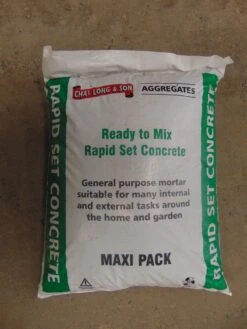 CHAS LONG & SON AGGREGATES
Ready to Mix
Rapid Set Concrete
General purpose mortar
suitable for many internal
and external tasks around
the home and garden
MAXI PACK
RAPID SET CONCRETE
RAPID SET CONCRETE